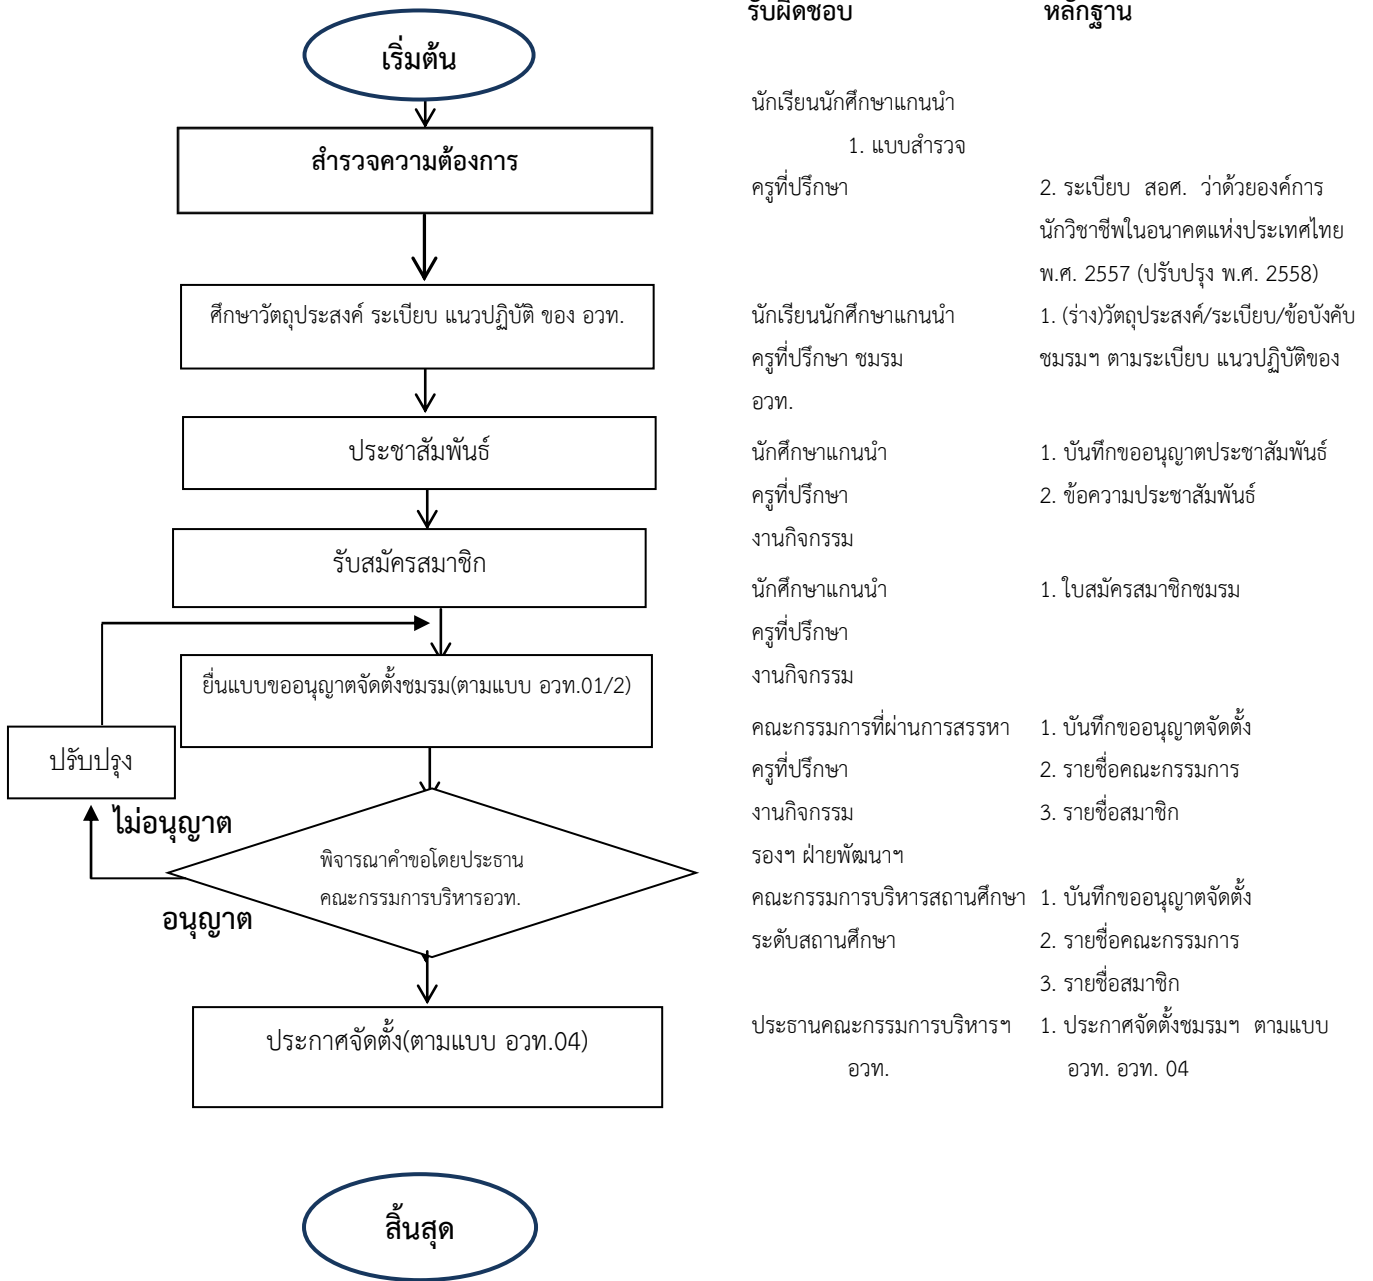 รับผิดชอบ
หลักฐาน
เริ่มต้น
สำรวจความต้องการ
ศึกษาวัตถุประสงค์ ระเบียบ แนวปฏิบัติ ของ อวท.
ประชาสัมพันธ์
รับสมัครสมาชิก
ยื่นแบบขออนุญาตจัดตั้งชมรม(ตามแบบ อวท.01/2)
ปรับปรุง
ไม่อนุญาต
พิจารณาคำขอโดยประธาน
คณะกรรมการบริหารอวท.
อนุญาต
ประกาศจัดตั้ง(ตามแบบ อวท.04)
สิ้นสุด
นักเรียนนักศึกษาแกนนำ
1. แบบสำรวจ
ครูที่ปรึกษา
2. ระเบียบ สอศ. ว่าด้วยองค์การ
นักวิชาชีพในอนาคตแห่งประเทศไทย
พ.ศ. 2557 (ปรับปรุง พ.ศ. 2558)
นักเรียนนักศึกษาแกนนำ
ครูที่ปรึกษา ชมรม
อวท.
1. (ร่าง)วัตถุประสงค์/ระเบียบ/ข้อบังคับ
ชมรมฯ ตามระเบียบ แนวปฏิบัติของ
นักศึกษาแกนนำ
ครูที่ปรึกษา
งานกิจกรรม
1. บันทึกขออนุญาตประชาสัมพันธ์
2. ข้อความประชาสัมพันธ์
นักศึกษาแกนนำ
ครูที่ปรึกษา
งานกิจกรรม
1. ใบสมัครสมาชิกชมรม
คณะกรรมการที่ผ่านการสรรหา
ครูที่ปรึกษา
งานกิจกรรม
รองฯ ฝ่ายพัฒนาฯ
1. บันทึกขออนุญาตจัดตั้ง
2. รายชื่อคณะกรรมการ
3. รายชื่อสมาชิก
คณะกรรมการบริหารสถานศึกษา
ระดับสถานศึกษา
1. บันทึกขออนุญาตจัดตั้ง
2. รายชื่อคณะกรรมการ
3. รายชื่อสมาชิก
ประธานคณะกรรมการบริหารฯ
อวท.
1. ประกาศจัดตั้งชมรมฯ ตามแบบ
อวท. อวท. 04